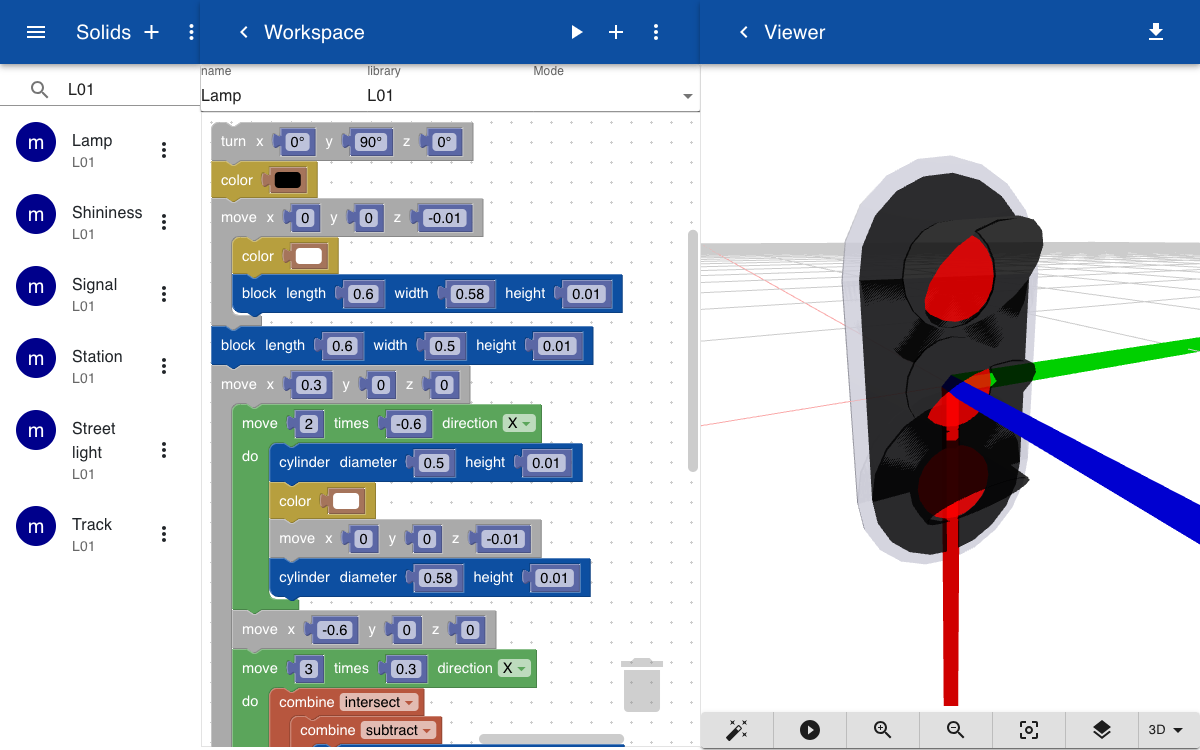 Solids
Workspace
Viewer
L01
name library Mode
Lamp L01
m Lamp
L01
m Shininess
L01
m Signal
L01
m Station
L01
m Street
light
L01
m Track
L01
turn x 0° y 90° z 0°
color
move x 0 y 0 z -0.01
color
block length 0.6 width 0.58 height 0.01
block length 0.6 width 0.5 height 0.01
move x 0.3 y 0 z 0
move 2 times -0.6 direction X
do cylinder diameter 0.5 height 0.01
color
move x 0 y 0 z -0.01
cylinder diameter 0.58 height 0.01
move x -0.6 y 0 z 0
move 3 times 0.3 direction X
do combine intersect
combine subtract
3D